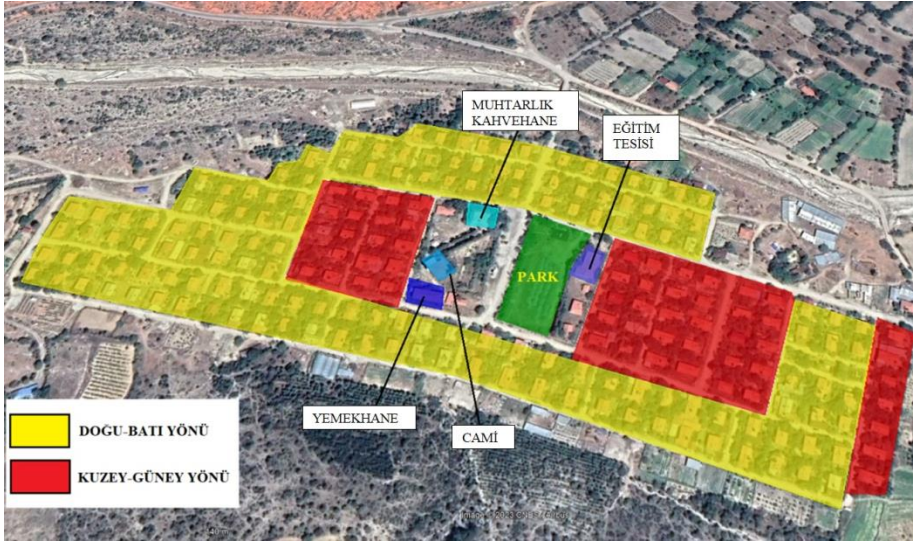 MUHTARLIK
KAHVEHANE
EĞİTİM
TESİSİ
PARK
YEMEKHANE
CAMİ
DOĞU-BATI YÖNÜ
KUZEY-GÜNEY YÖNÜ